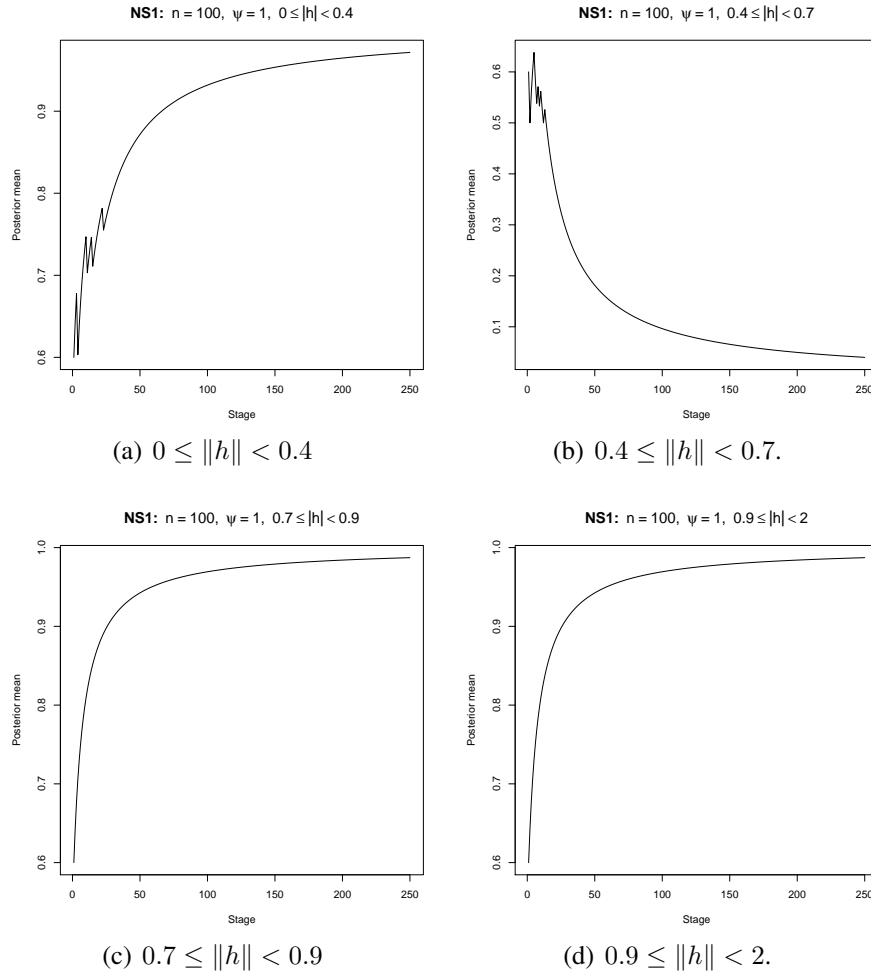 NS1: n = 100, ψ = 1, 0 ≤ |h| < 0.4
Posterior mean
0.9
0.8
0.7
0.6
0 50 100 150 200 250
Stage
(a) 0 ≤ ‖h‖ < 0.4
NS1: n = 100, ψ = 1, 0.4 ≤ |h| < 0.7
Posterior mean
0.6
0.5
0.4
0.3
0.2
0.1
0 50 100 150 200 250
Stage
(b) 0.4 ≤ ‖h‖ < 0.7.
NS1: n = 100, ψ = 1, 0.7 ≤ |h| < 0.9
Posterior mean
1.0
0.9
0.8
0.7
0.6
0 50 100 150 200 250
Stage
(c) 0.7 ≤ ‖h‖ < 0.9
NS1: n = 100, ψ = 1, 0.9 ≤ |h| < 2
Posterior mean
1.0
0.9
0.8
0.7
0.6
0 50 100 150 200 250
Stage
(d) 0.9 ≤ ‖h‖ < 2.